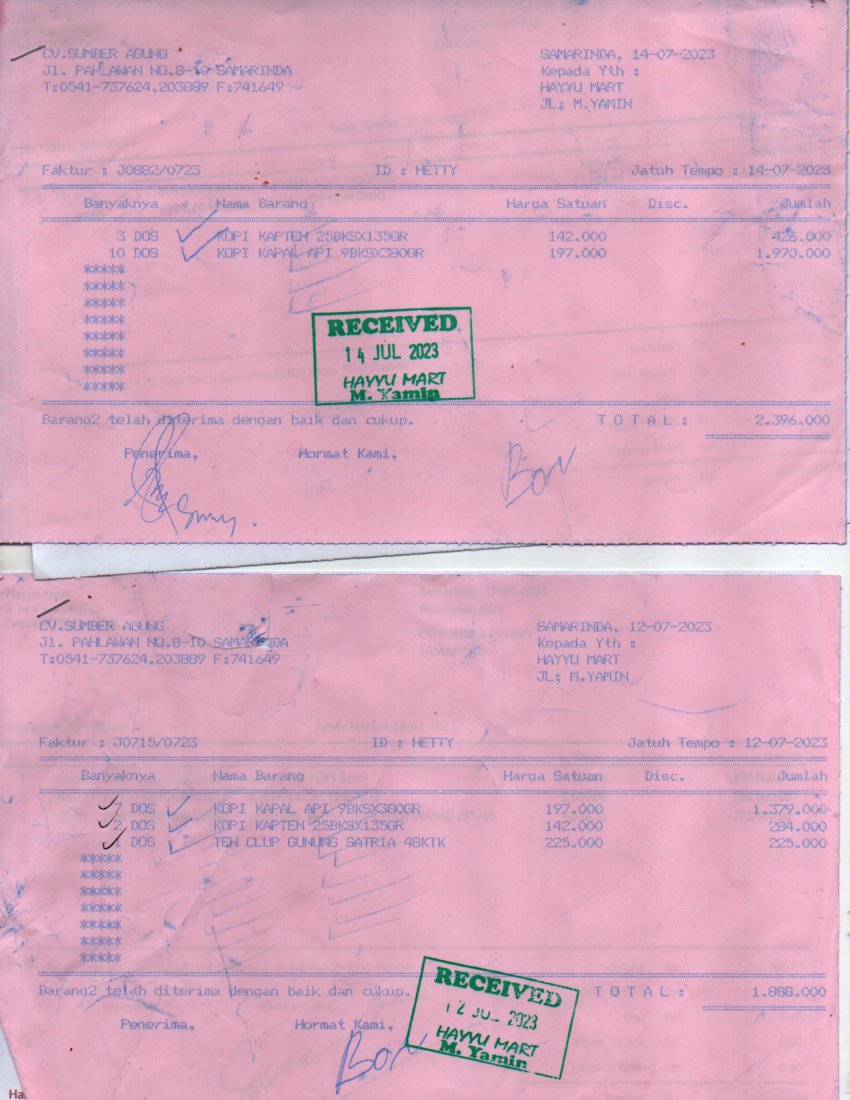 CV.SUMBER AGUNG SAMARINDA, 14-07-2023
Jl. PAHLAWAN NO.8-10 SAMARINDA Kepada Yth :
T:0541-737624,203889 F:741649 HAYYU MART
JL; M.YAMIN
Faktur : J0882/0723 ID : HETTY Jatuh Tempo : 14-07-2023
Banyaknya Nama Barang Harga Satuan Disc. Jumlah
3 DOS KOPI KAPTEN 25BKSX135GR 142.000 426.000
10 DOS KOPI KAPAL API 9BKSX380GR 197.000 1.970.000
*****
*****
*****
*****
*****
*****
*****
*****
RECEIVED
14 JUL 2023
HAYYU MART
M. Yamin
Barang2 telah diterima dengan baik dan cukup. T O T A L : 2.396.000
Penerima, Hormat Kami,
Bon
CV.SUMBER AGUNG SAMARINDA, 12-07-2023
Jl. PAHLAWAN NO.8-10 SAMARINDA Kepada Yth :
T:0541-737624,203889 F:741649 HAYYU MART
JL; M.YAMIN
Faktur : J0715/0723 ID : HETTY Jatuh Tempo : 12-07-2023
Banyaknya Nama Barang Harga Satuan Disc. Jumlah
7 DOS KOPI KAPAL API 9BKSX380GR 197.000 1.379.000
2 DOS KOPI KAPTEN 25BKSX135GR 142.000 284.000
1 DOS TEH CLUP GUNUNG SATRIA 48KTK 225.000 225.000
*****
*****
*****
*****
*****
*****
*****
RECEIVED
12 JUL 2023
HAYYU MART
M. Yamin
Barang2 telah diterima dengan baik dan cukup. T O T A L : 1.888.000
Penerima, Hormat Kami,
Bon